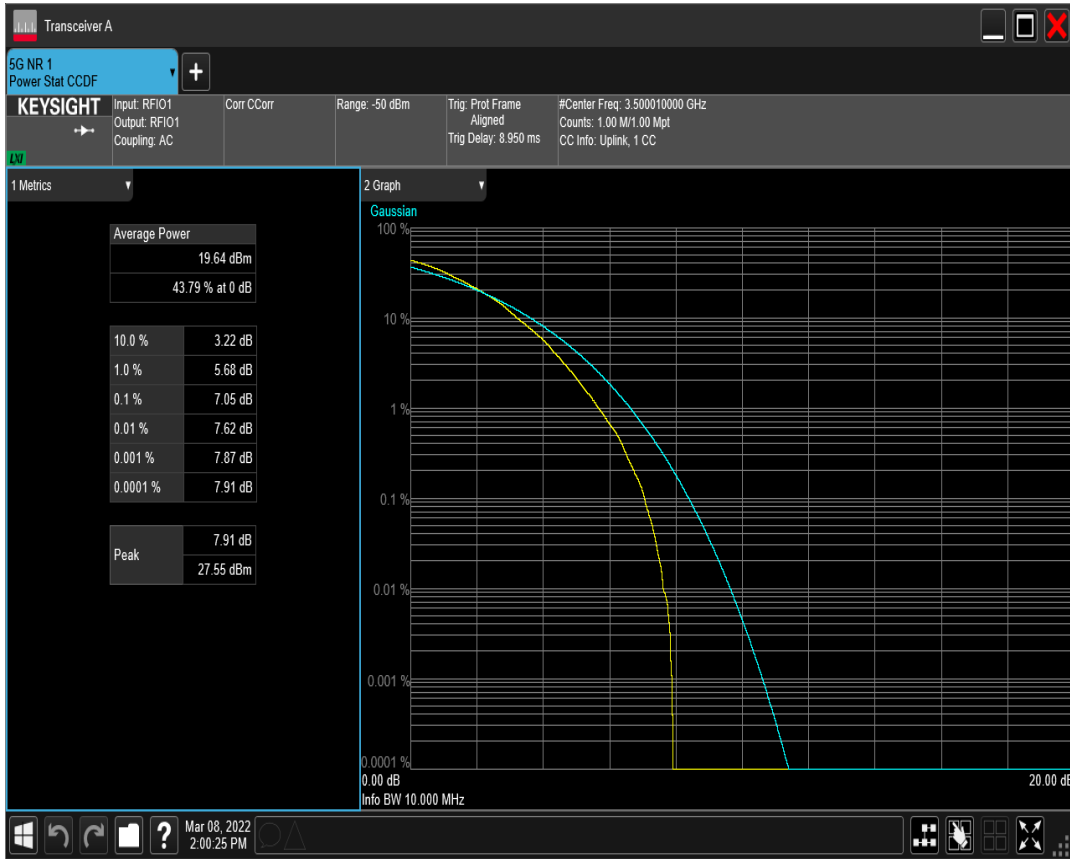 Transceiver A
5G NR 1
Power Stat CCDF
KEYSIGHT
LXI
Input: RFIO1
Output: RFIO1
Coupling: AC
Corr CCorr
Range: -50 dBm
Trig: Prot Frame
Aligned
Trig Delay: 8.950 ms
#Center Freq: 3.500010000 GHz
Counts: 1.00 M/1.00 Mpt
CC Info: Uplink, 1 CC
1 Metrics
Average Power
19.64 dBm
43.79 % at 0 dB
10.0 % 3.22 dB
1.0 % 5.68 dB
0.1 % 7.05 dB
0.01 % 7.62 dB
0.001 % 7.87 dB
0.0001 % 7.91 dB
Peak
7.91 dB
27.55 dBm
2 Graph
Gaussian
100 %
10 %
1 %
0.1 %
0.01 %
0.001 %
0.0001 %
0.00 dB 20.00 dB
Info BW 10.000 MHz
?
Mar 08, 2022
2:00:25 PM